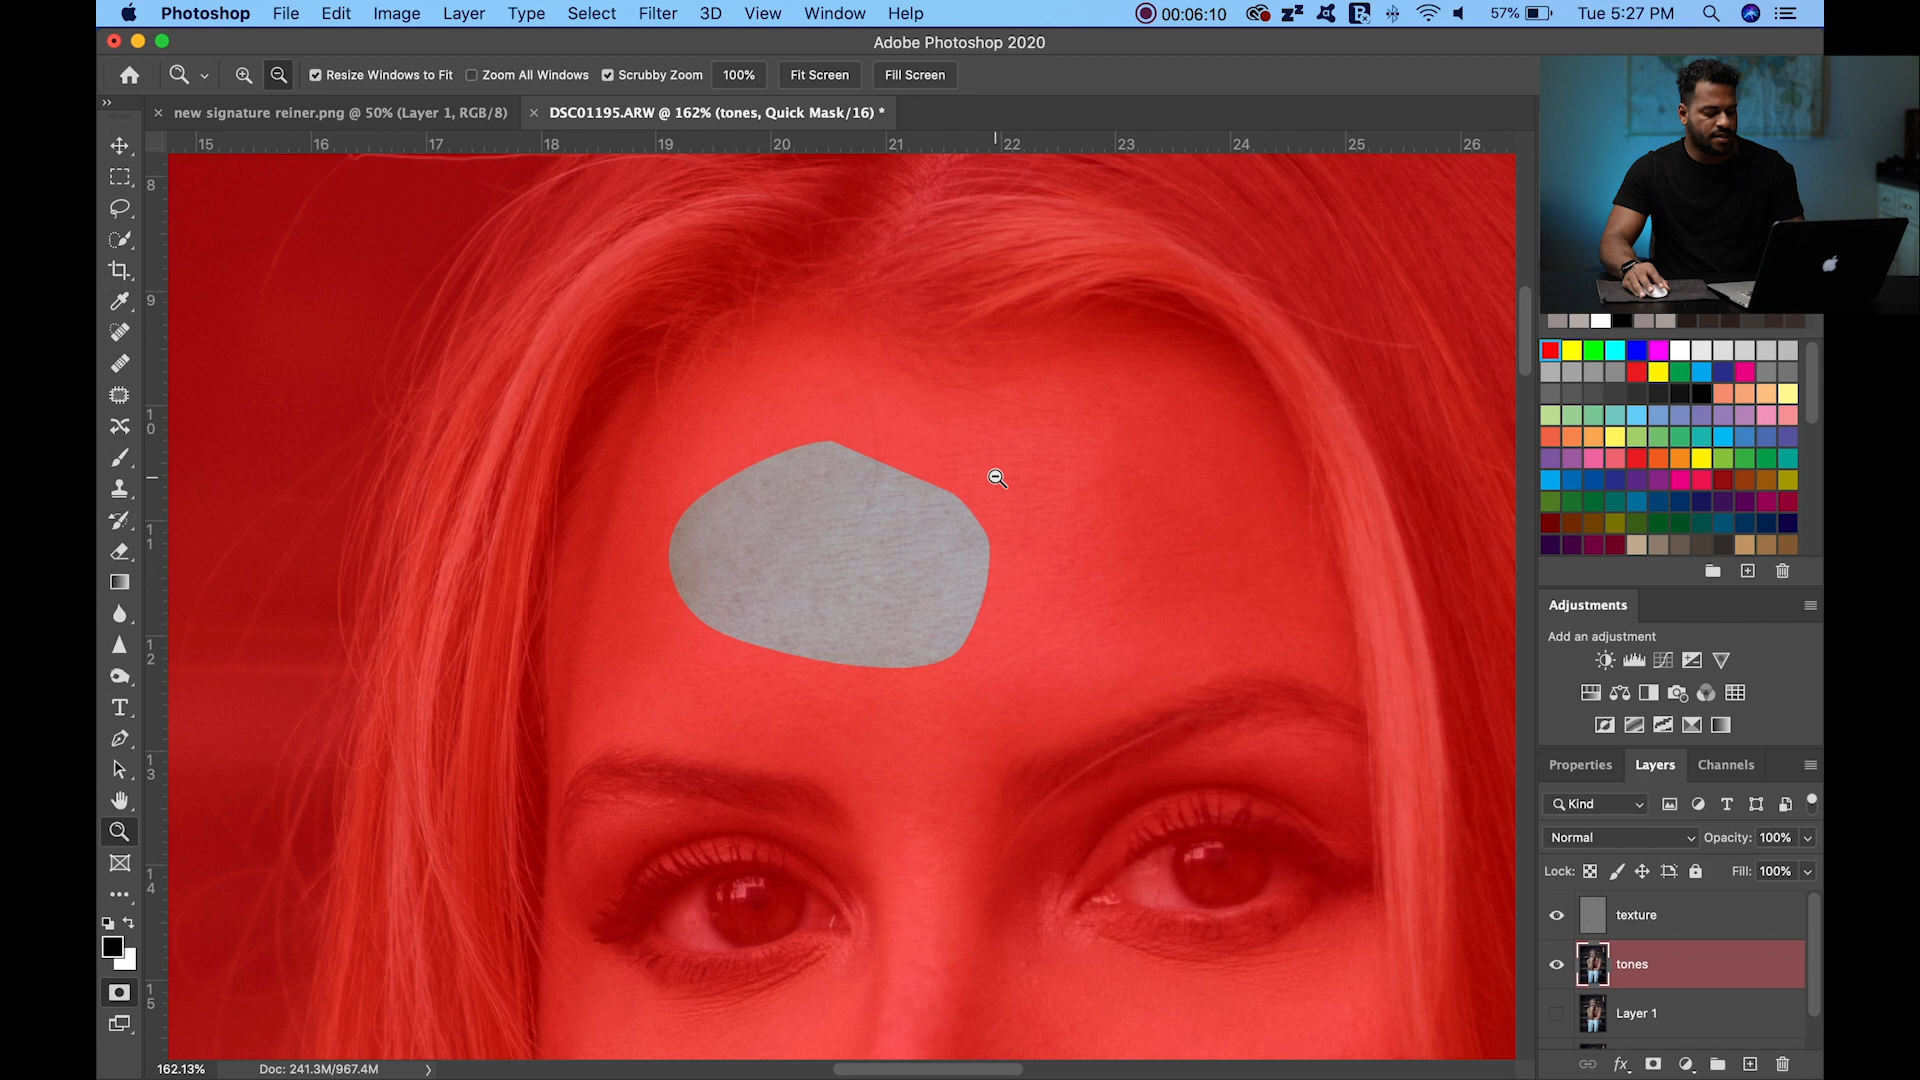 Photoshop File Edit Image Layer Type Select Filter 3D View Window Help 00:06:10 57% Tue 5:27 PM
Adobe Photoshop 2020
Resize Windows to Fit Zoom All Windows Scrubby Zoom 100% Fit Screen Fill Screen
new signature reiner.png @ 50% (Layer 1, RGB/8) DSC01195.ARW @ 162% (tones, Quick Mask/16) *
15 16 17 18 19 20 21 22 23 24 25 26
8
9
10
11
12
13
14
15
Adjustments
Add an adjustment
Properties Layers Channels
Kind
Normal Opacity: 100%
Lock: Fill: 100%
texture
tones
Layer 1
162.13% Doc: 241.3M/967.4M